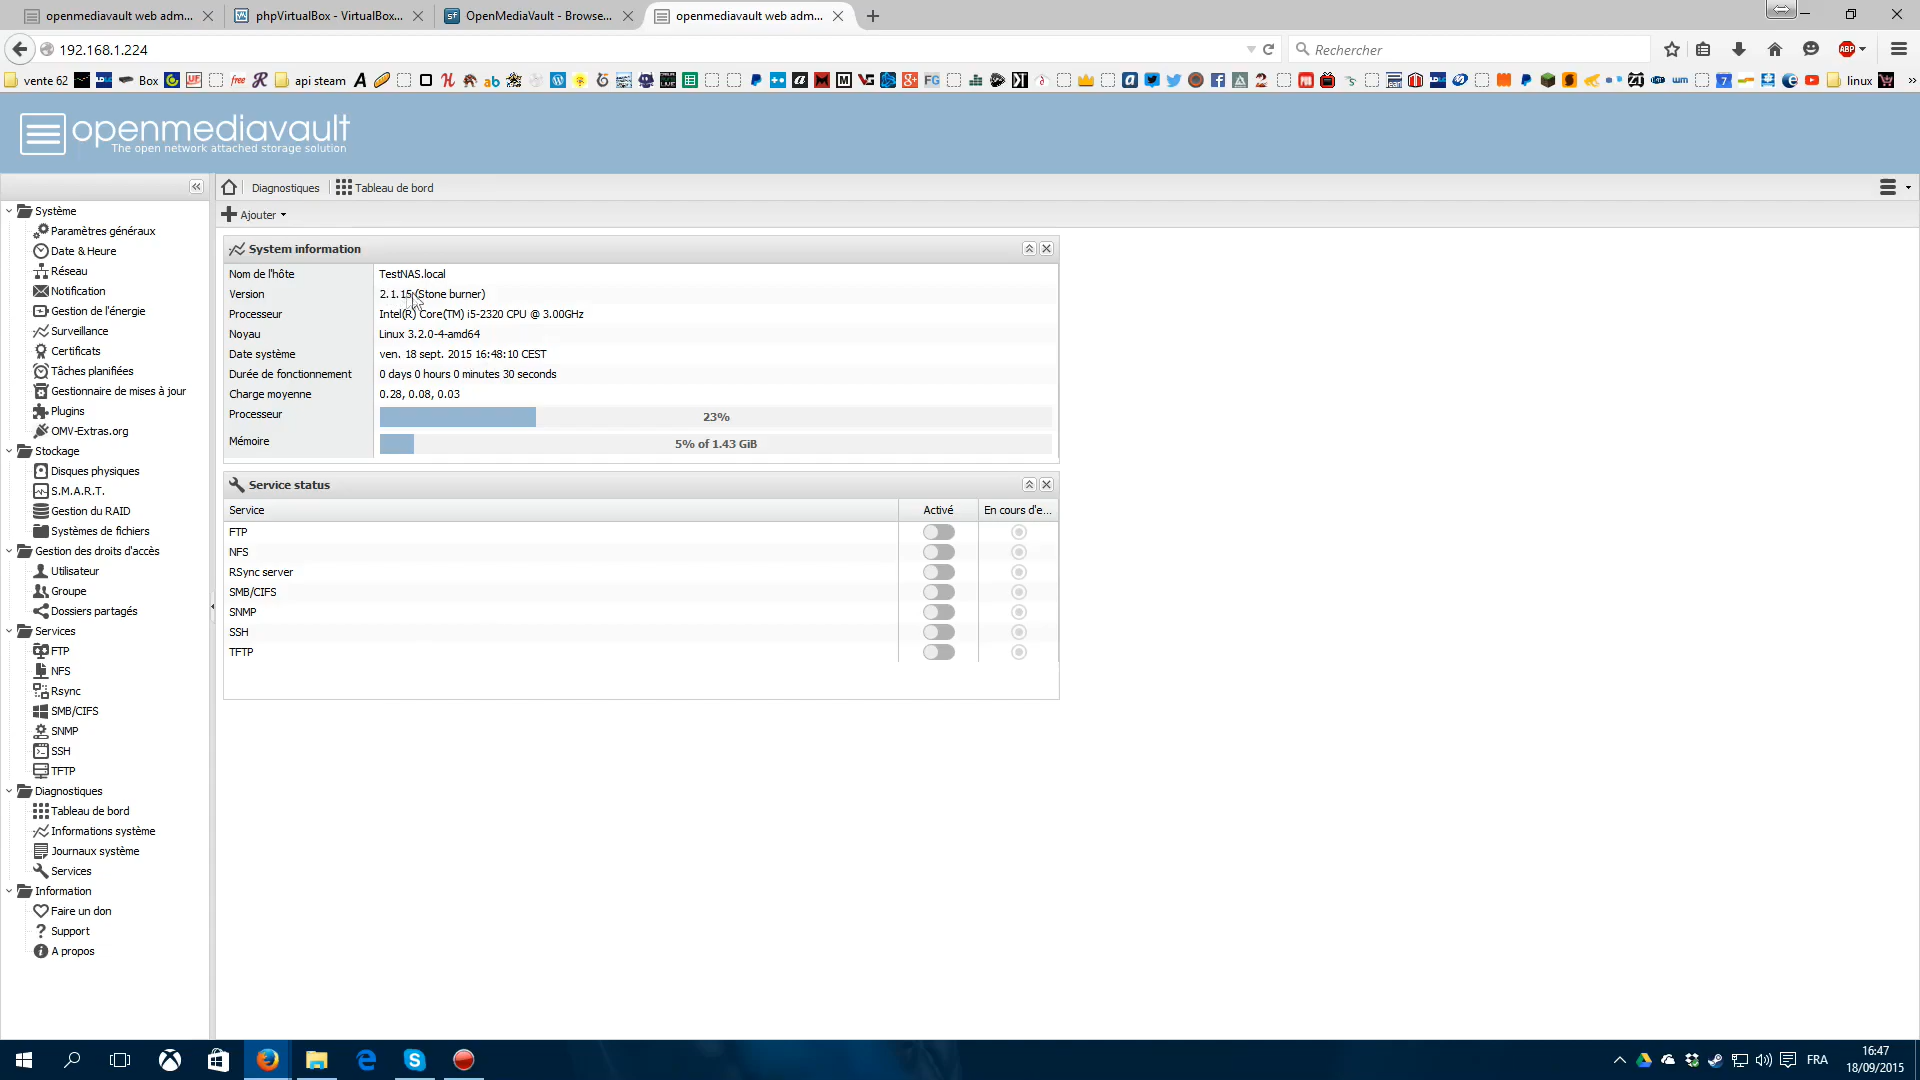 openmediavault web adm...
phpVirtualBox - VirtualBox...
OpenMediaVault - Browse...
openmediavault web adm...
192.168.1.224
Rechercher
ABP
vente 62
Box
free
api steam
linux
openmediavault
The open network attached storage solution
Diagnostiques
Tableau de bord
Ajouter
Système
Paramètres généraux
Date & Heure
Réseau
Notification
Gestion de l'énergie
Surveillance
Certificats
Tâches planifiées
Gestionnaire de mises à jour
Plugins
OMV-Extras.org
Stockage
Disques physiques
S.M.A.R.T.
Gestion du RAID
Systèmes de fichiers
Gestion des droits d'accès
Utilisateur
Groupe
Dossiers partagés
Services
FTP
NFS
Rsync
SMB/CIFS
SNMP
SSH
TFTP
Diagnostiques
Tableau de bord
Informations système
Journaux système
Services
Information
Faire un don
Support
A propos
System information
Nom de l'hôte TestNAS.local
Version 2.1.15 (Stone burner)
Processeur Intel(R) Core(TM) i5-2320 CPU @ 3.00GHz
Noyau Linux 3.2.0-4-amd64
Date système ven. 18 sept. 2015 16:48:10 CEST
Durée de fonctionnement 0 days 0 hours 0 minutes 30 seconds
Charge moyenne 0.28, 0.08, 0.03
Processeur 23%
Mémoire 5% of 1.43 GiB
Service status
Service Activé En cours d'e...
FTP
NFS
RSync server
SMB/CIFS
SNMP
SSH
TFTP
FRA
16:47
18/09/2015